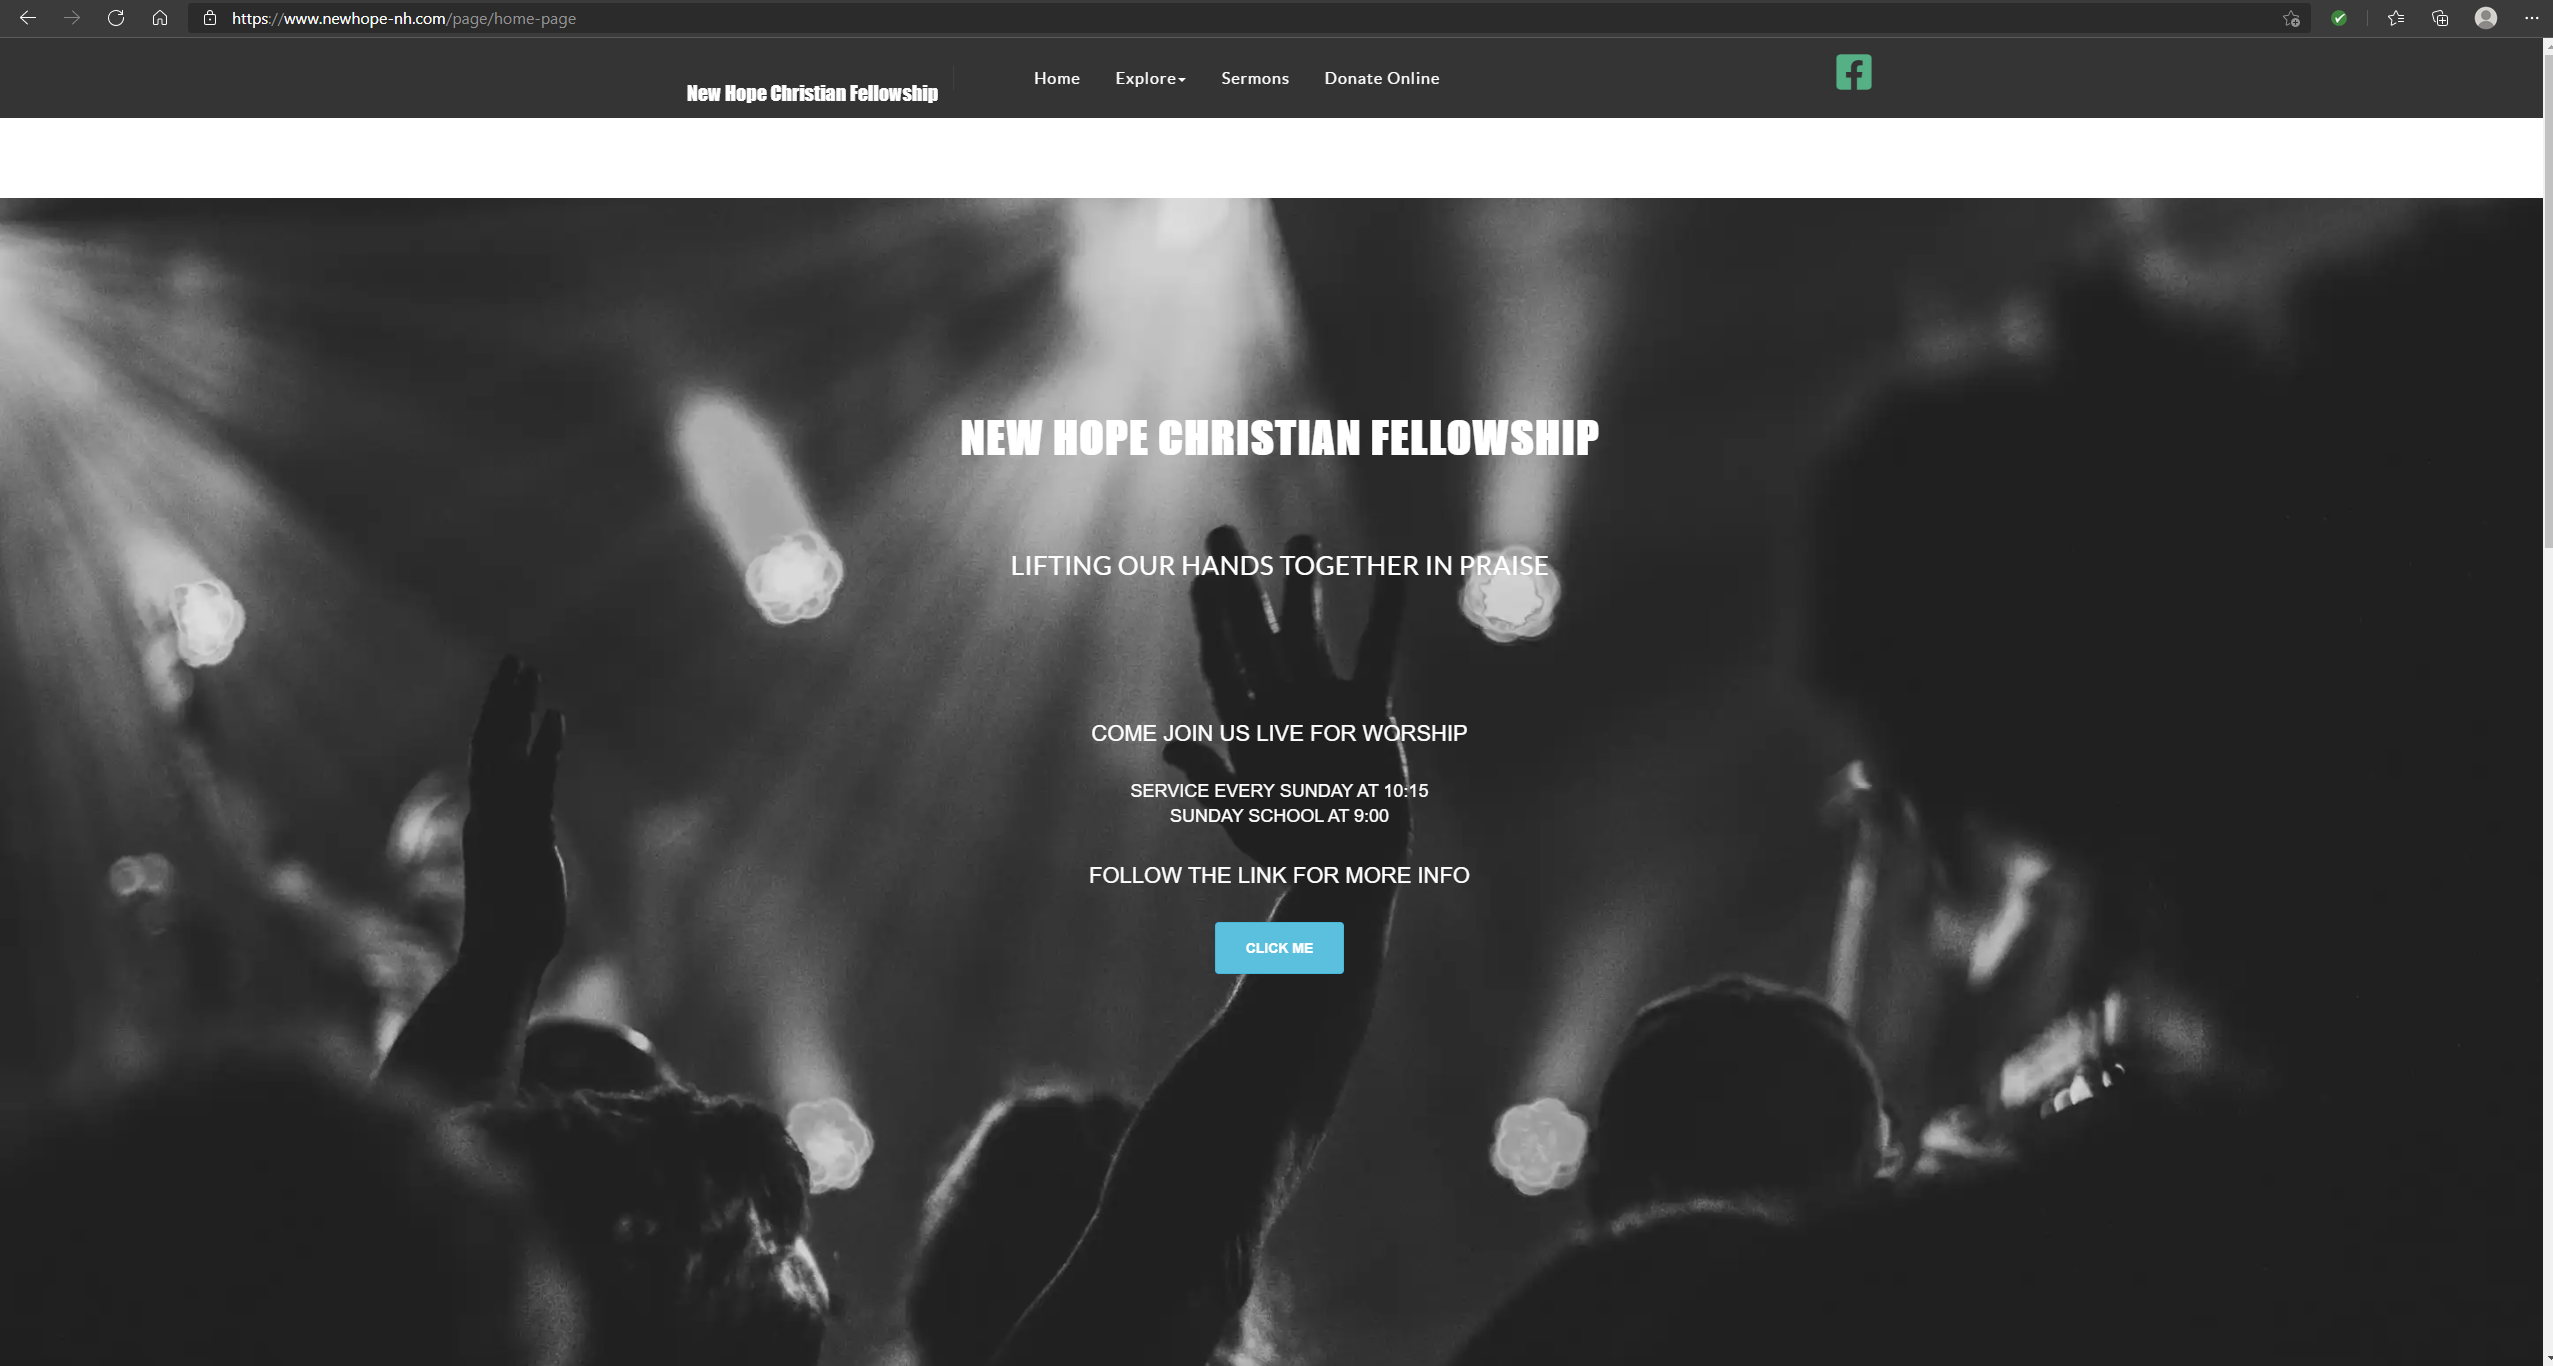 https://www.newhope-nh.com/page/home-page
New Hope Christian Fellowship
Home Explore Sermons Donate Online
NEW HOPE CHRISTIAN FELLOWSHIP
LIFTING OUR HANDS TOGETHER IN PRAISE
COME JOIN US LIVE FOR WORSHIP
SERVICE EVERY SUNDAY AT 10:15
SUNDAY SCHOOL AT 9:00
FOLLOW THE LINK FOR MORE INFO
CLICK ME